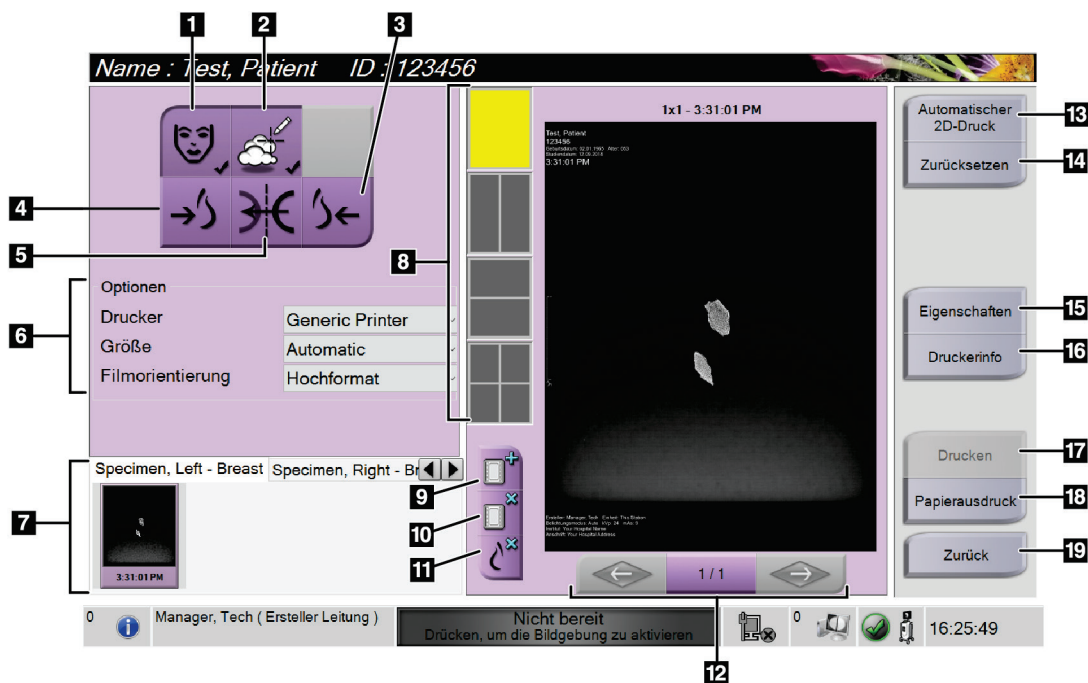 1
2
3
Name : Test, Patient ID : 123456
4
5
6
Optionen
Drucker Generic Printer
Größe Automatic
Filmorientierung Hochformat
7
Specimen, Left - Breast Specimen, Right - Br
3:31:01 PM
8
9
10
11
1x1 - 3:31:01 PM
Test, Patient
123456
3:31:01 PM
1 / 1
12
Automatischer
2D-Druck
13
Zurücksetzen
14
Eigenschaften
15
Druckerinfo
16
Drucken
17
Papierausdruck
18
Zurück
19
0 Manager, Tech ( Ersteller Leitung )
Nicht bereit
Drücken, um die Bildgebung zu aktivieren
0
16:25:49